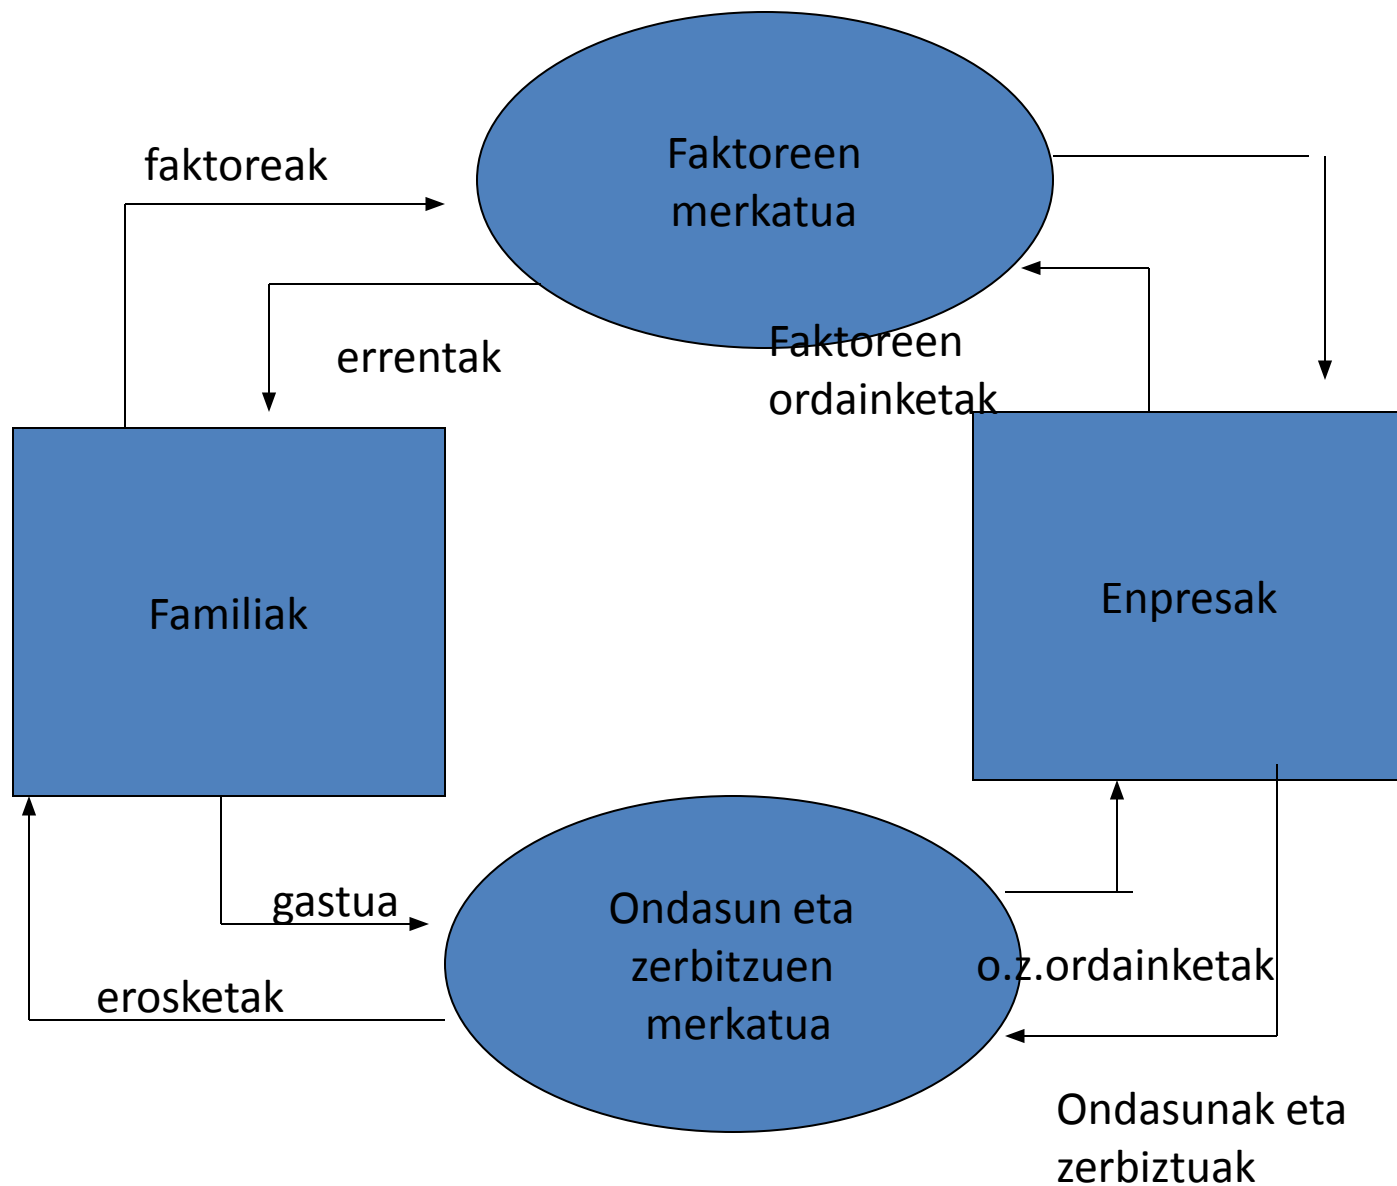 Faktoreen
merkatua
faktoreak
errentak
Faktoreen
ordainketak
Familiak
Enpresak
gastua
erosketak
Ondasun eta
zerbitzuen
merkatua
o.z.ordainketak
Ondasunak eta
zerbiztuak